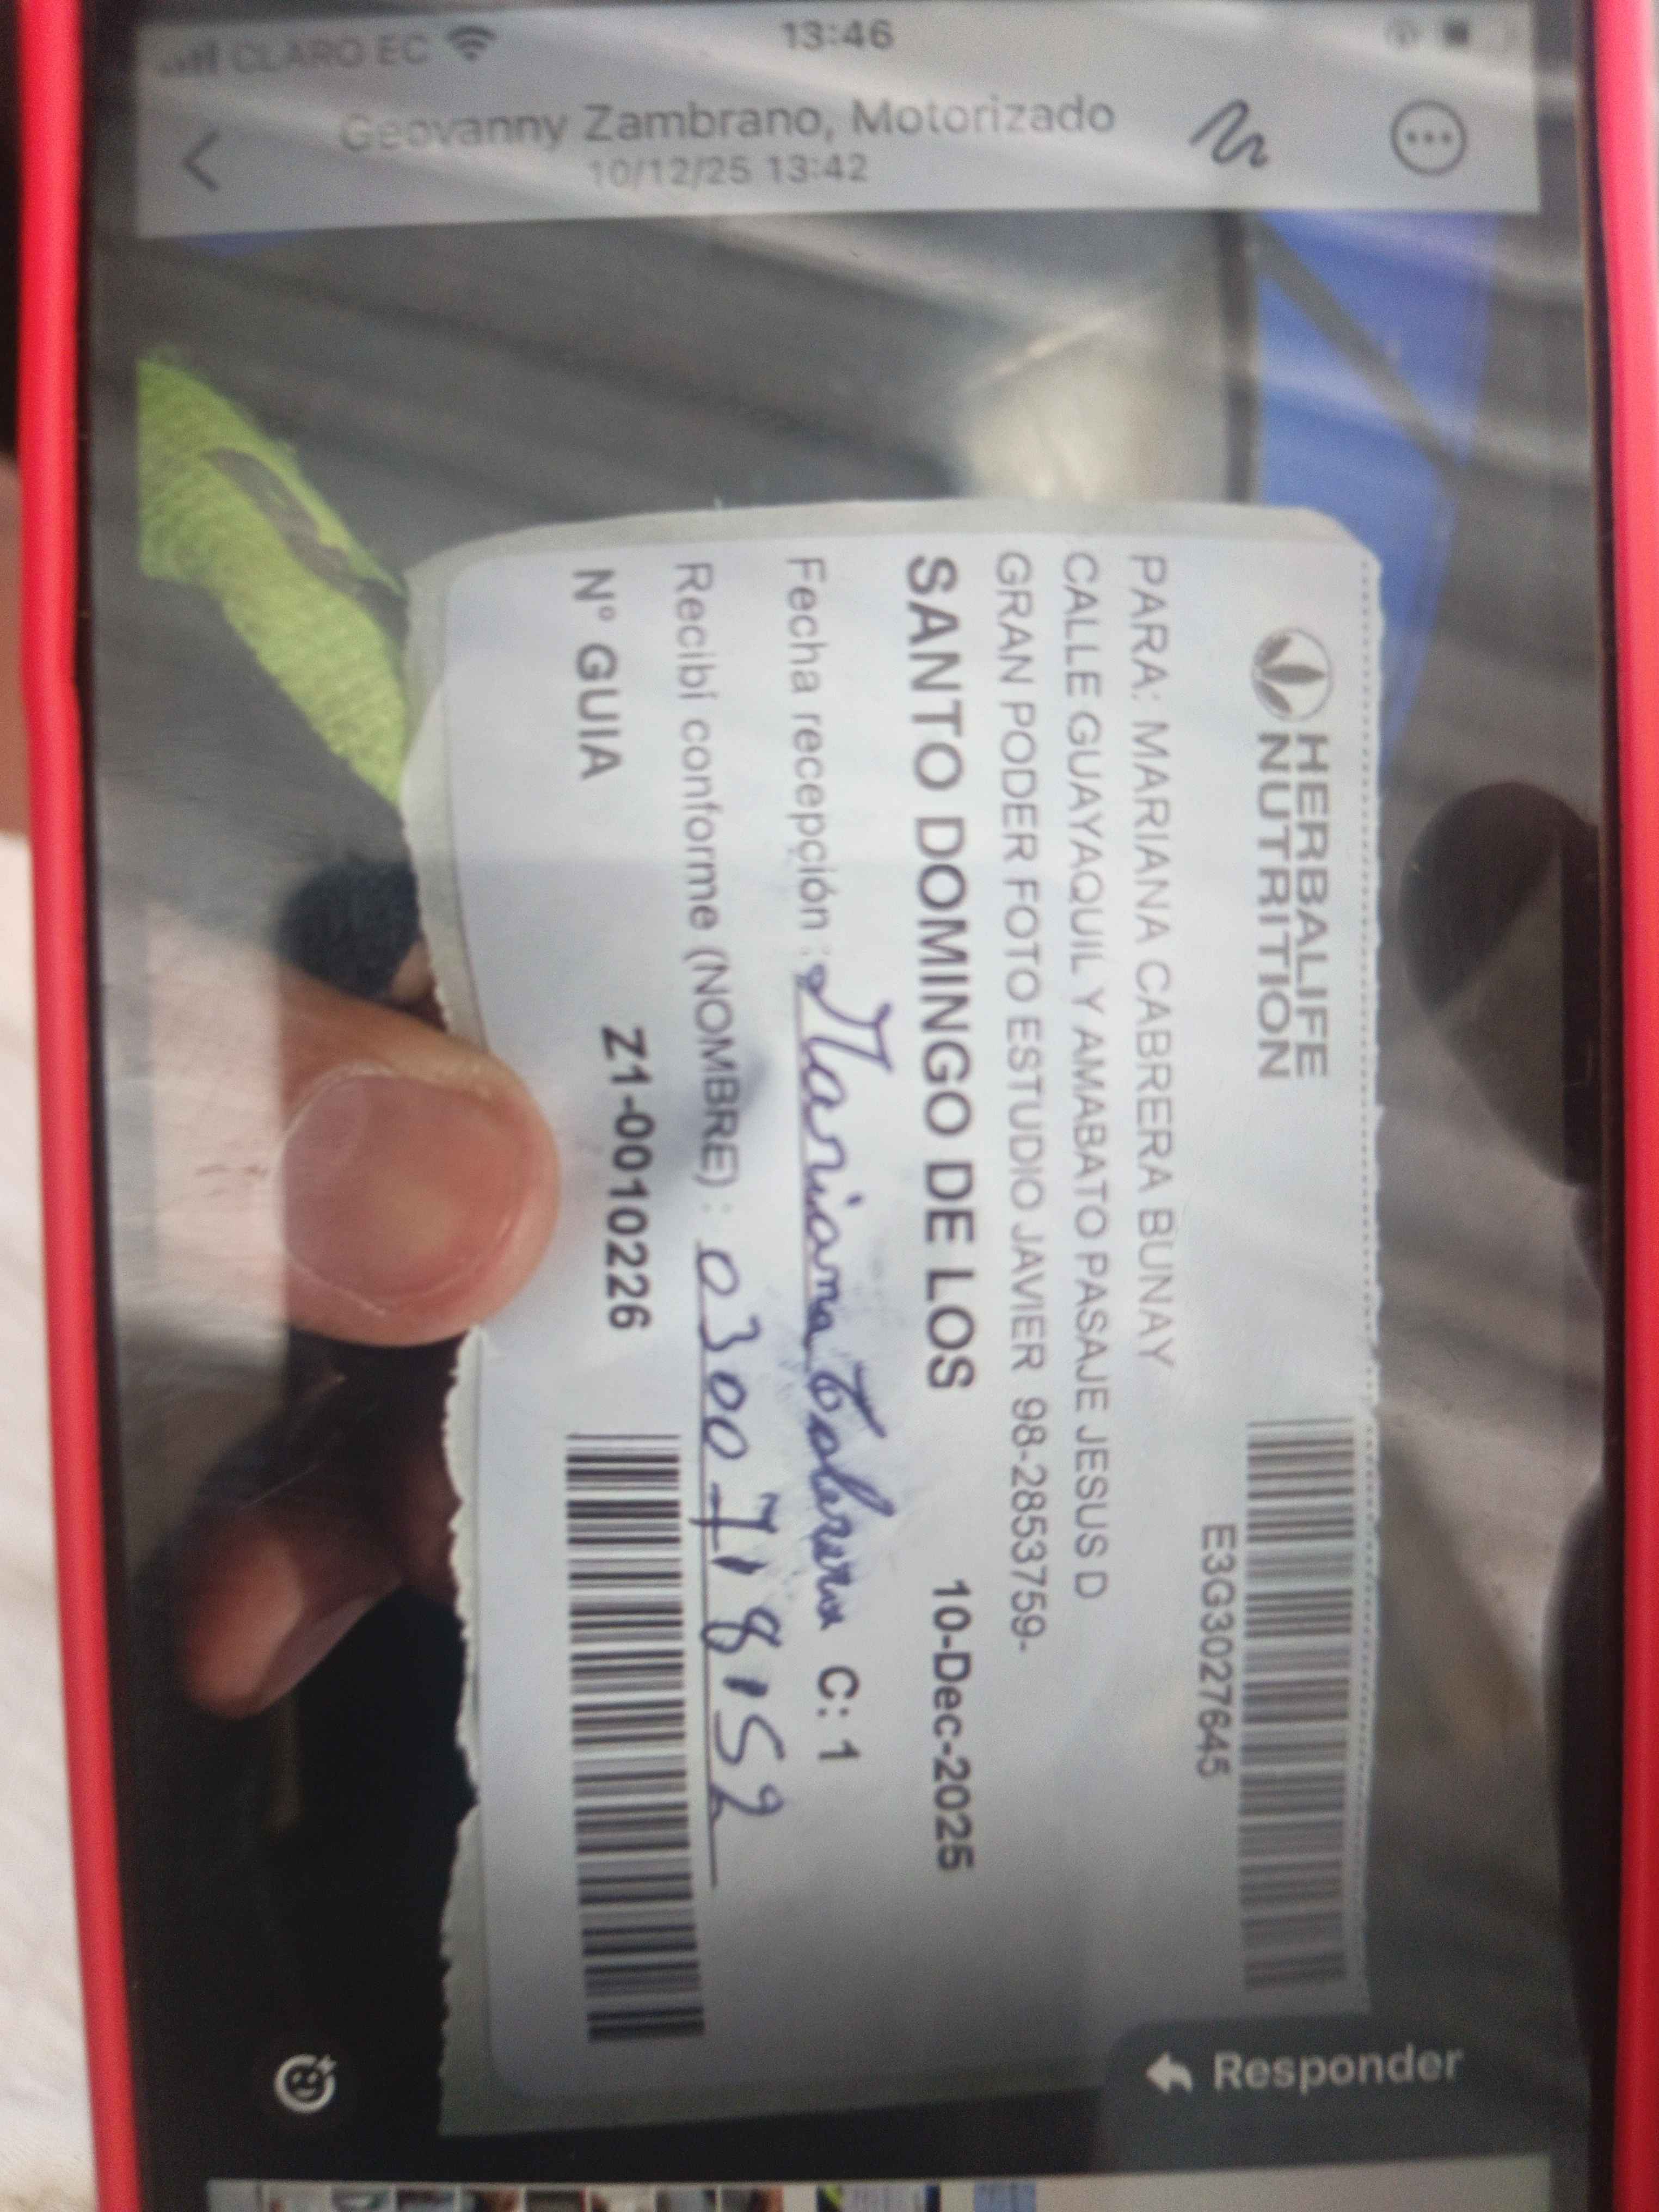 CLARO EC 13:46
Geovanny Zambrano, Motorizado
10/12/25 13:42
HERBALIFE
NUTRITION
E3G3027645
PARA: MARIANA CABRERA BUNAY
CALLE GUAYAQUIL Y AMABATO PASAJE JESUS D
GRAN PODER FOTO ESTUDIO JAVIER 98-2853759-
SANTO DOMINGO DE LOS 10-Dec-2025
Fecha recepción : Mariana C: 1
Recibí conforme (NOMBRE) : 0300718152
N° GUIA Z1-0010226
Responder